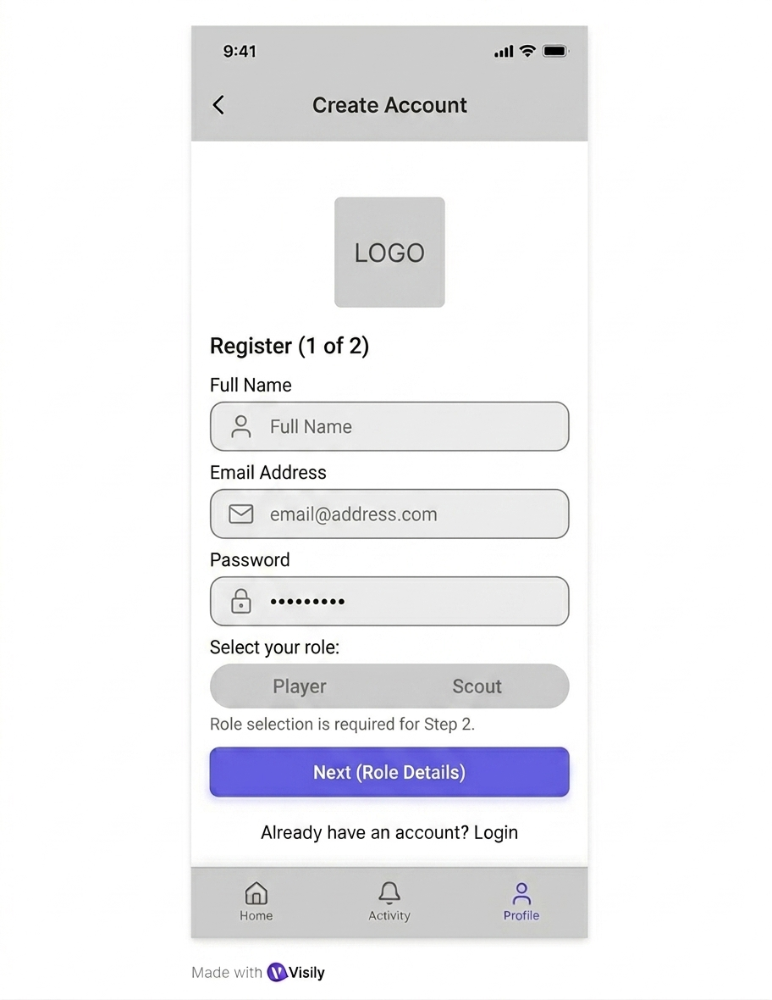 9:41
Create Account
LOGO
Register (1 of 2)
Full Name
Full Name
Email Address
email@address.com
Password
•••••••••
Select your role:
Player Scout
Role selection is required for Step 2.
Next (Role Details)
Already have an account? Login
Home Activity Profile
Made with Visily